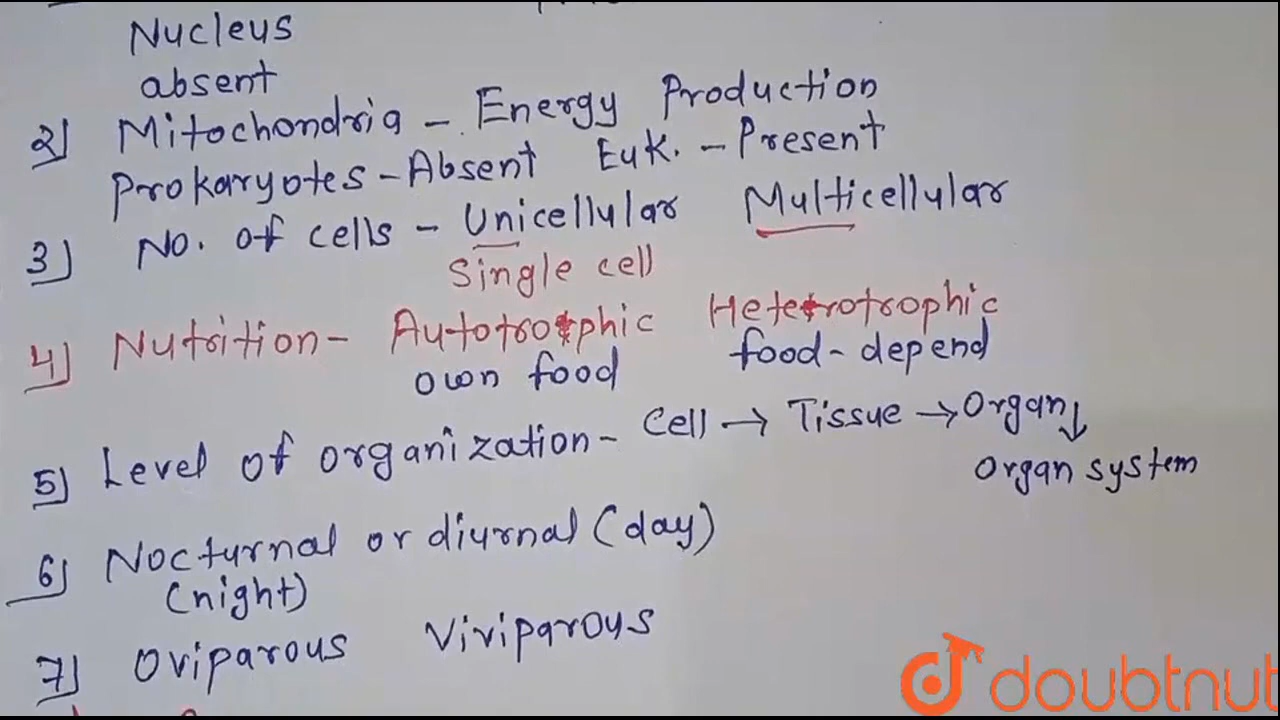 Nucleus
absent
2) Mitochondria - Energy Production
Prokaryotes - Absent Euk. - Present
3) No. of cells - Unicellular Multicellular
Single cell
4) Nutrition - Autotrophic Heterotrophic
own food food - depend
5) Level of organization - Cell → Tissue → Organ ↓
Organ system
6) Nocturnal or diurnal (day)
(night)
7) Oviparous Viviparous
doubtnut